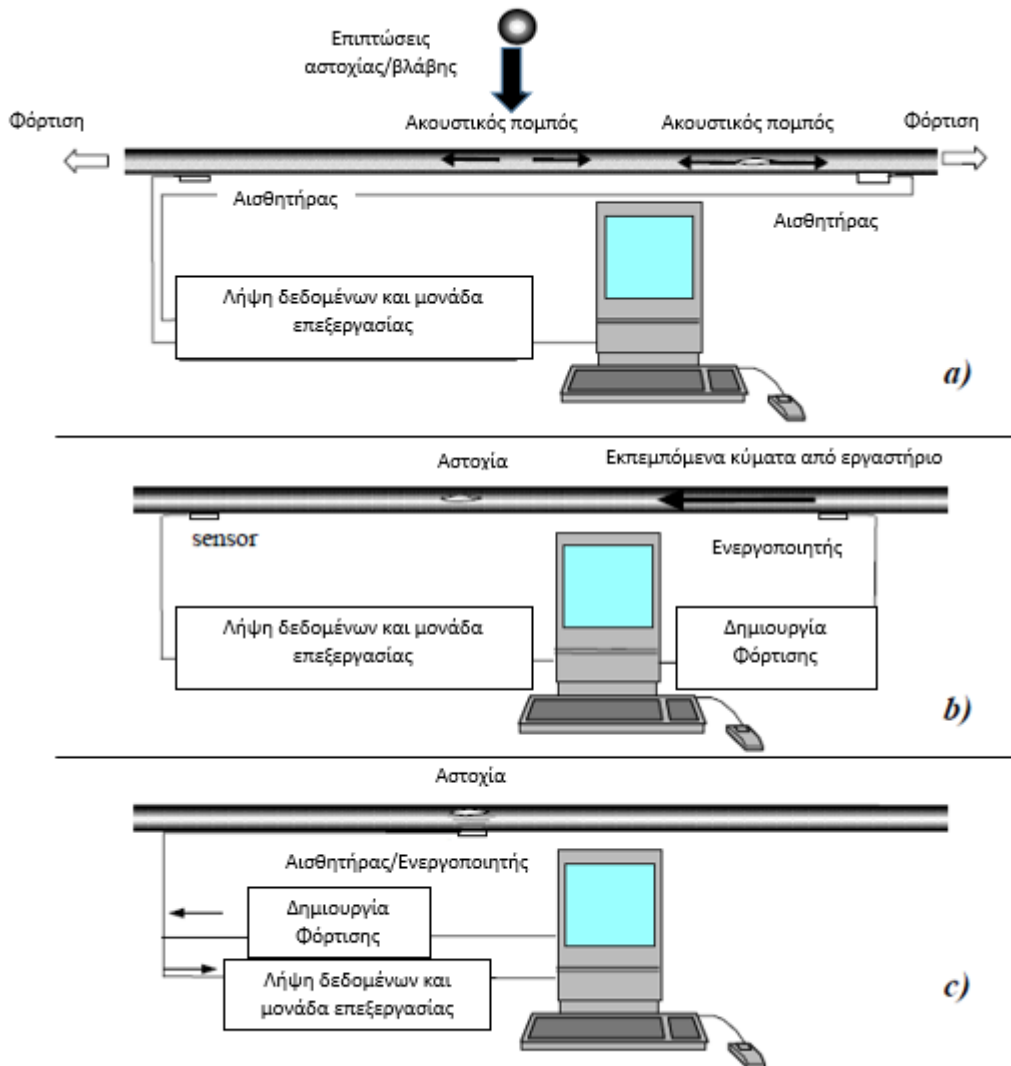 Επιπτώσεις
αστοχίας/βλάβης
Φόρτιση
Ακουστικός πομπός
Ακουστικός πομπός
Φόρτιση
Αισθητήρας
Αισθητήρας
Λήψη δεδομένων και μονάδα
επεξεργασίας
a)
Αστοχία
Εκπεμπόμενα κύματα από εργαστήριο
sensor
Ενεργοποιητής
Λήψη δεδομένων και μονάδα
επεξεργασίας
Δημιουργία
Φόρτισης
b)
Αστοχία
Αισθητήρας/Ενεργοποιητής
Δημιουργία
Φόρτισης
Λήψη δεδομένων και
μονάδα επεξεργασίας
c)